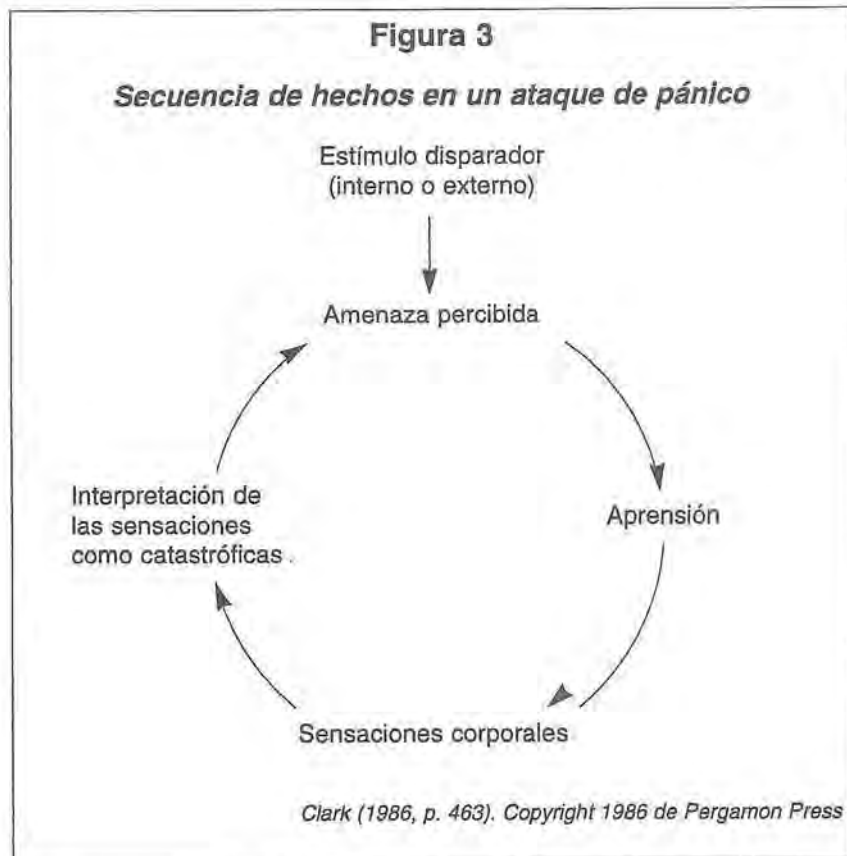 Figura 3
Secuencia de hechos en un ataque de pánico
Estímulo disparador
(interno o externo)
Amenaza percibida
Aprensión
Sensaciones corporales
Interpretación de
las sensaciones
como catastróficas.
Clark (1986, p. 463). Copyright 1986 de Pergamon Press